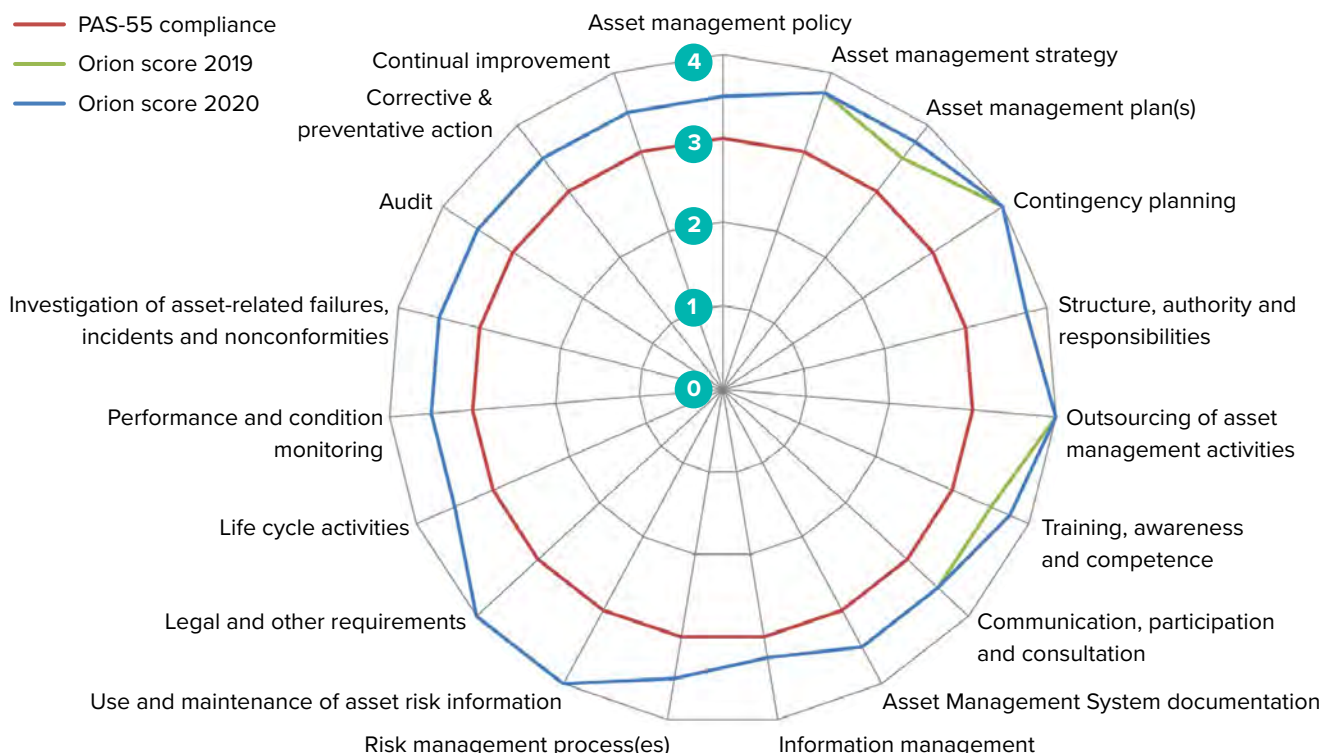 PAS-55 compliance
Orion score 2019
Orion score 2020
Asset management policy
Asset management strategy
Asset management plan(s)
Contingency planning
Structure, authority and
responsibilities
Outsourcing of asset
management activities
Training, awareness
and competence
Communication, participation
and consultation
Asset Management System documentation
Information management
Risk management process(es)
Use and maintenance of asset risk information
Legal and other requirements
Life cycle activities
Performance and condition
monitoring
Investigation of asset-related failures,
incidents and nonconformities
Audit
Corrective &
preventative action
Continual improvement
4
3
2
1
0